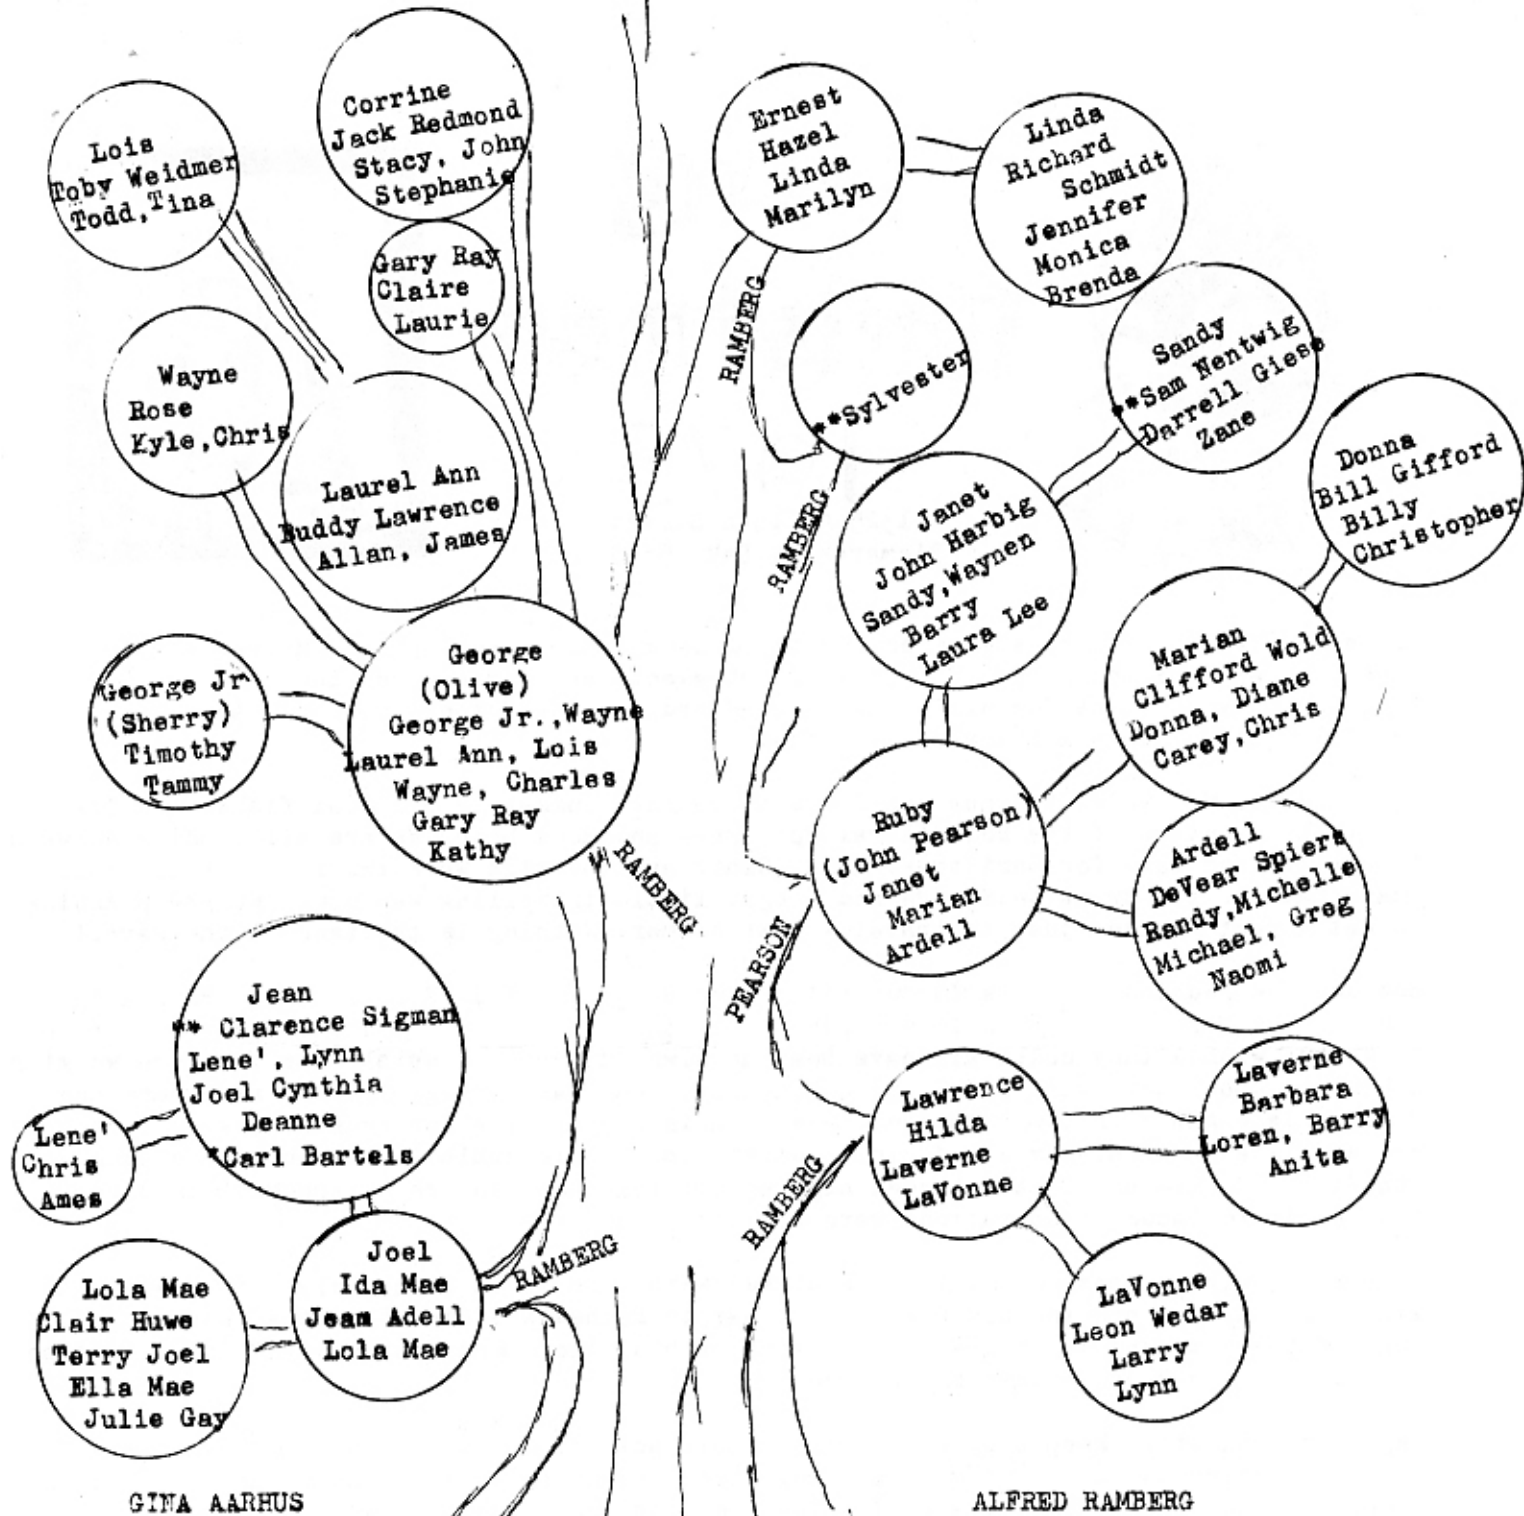 Corrine
Jack Redmond
Stacy, John
Stephanie
Lois
Toby Weidmer
Todd, Tina
Gary Ray
Claire
Laurie
Wayne
Rose
Kyle, Chris
Laurel Ann
Buddy Lawrence
Allan, James
George Jr
(Sherry)
Timothy
Tammy
George
(Olive)
George Jr., Wayne
Laurel Ann, Lois
Wayne, Charles
Gary Ray
Kathy
RAMBERG
Jean
** Clarence Sigman
Lene', Lynn
Joel Cynthia
Deanne
*Carl Bartels
Lene'
Chris
Ames
Joel
Ida Mae
Jean Adell
Lola Mae
RAMBERG
Lola Mae
Clair Huwe
Terry Joel
Ella Mae
Julie Gay
GINA AARHUS
Ernest
Hazel
Linda
Marilyn
RAMBERG
Linda
Richard
Schmidt
Jennifer
Monica
Brenda
**Sylvester
RAMBERG
Sandy
**Sam Nentwig
Darrell Giese
Zane
Janet
John Harbig
Sandy, Waynen
Barry
Laura Lee
Donna
Bill Gifford
Billy
Christopher
Marian
Clifford Wold
Donna, Diane
Carey, Chris
Ruby
(John Pearson)
Janet
Marian
Ardell
PEARSON
Ardell
DeVear Spiers
Randy, Michelle
Michael, Greg
Naomi
Lawrence
Hilda
Laverne
LaVonne
RAMBERG
Laverne
Barbara
Loren, Barry
Anita
LaVonne
Leon Wedar
Larry
Lynn
ALFRED RAMBERG